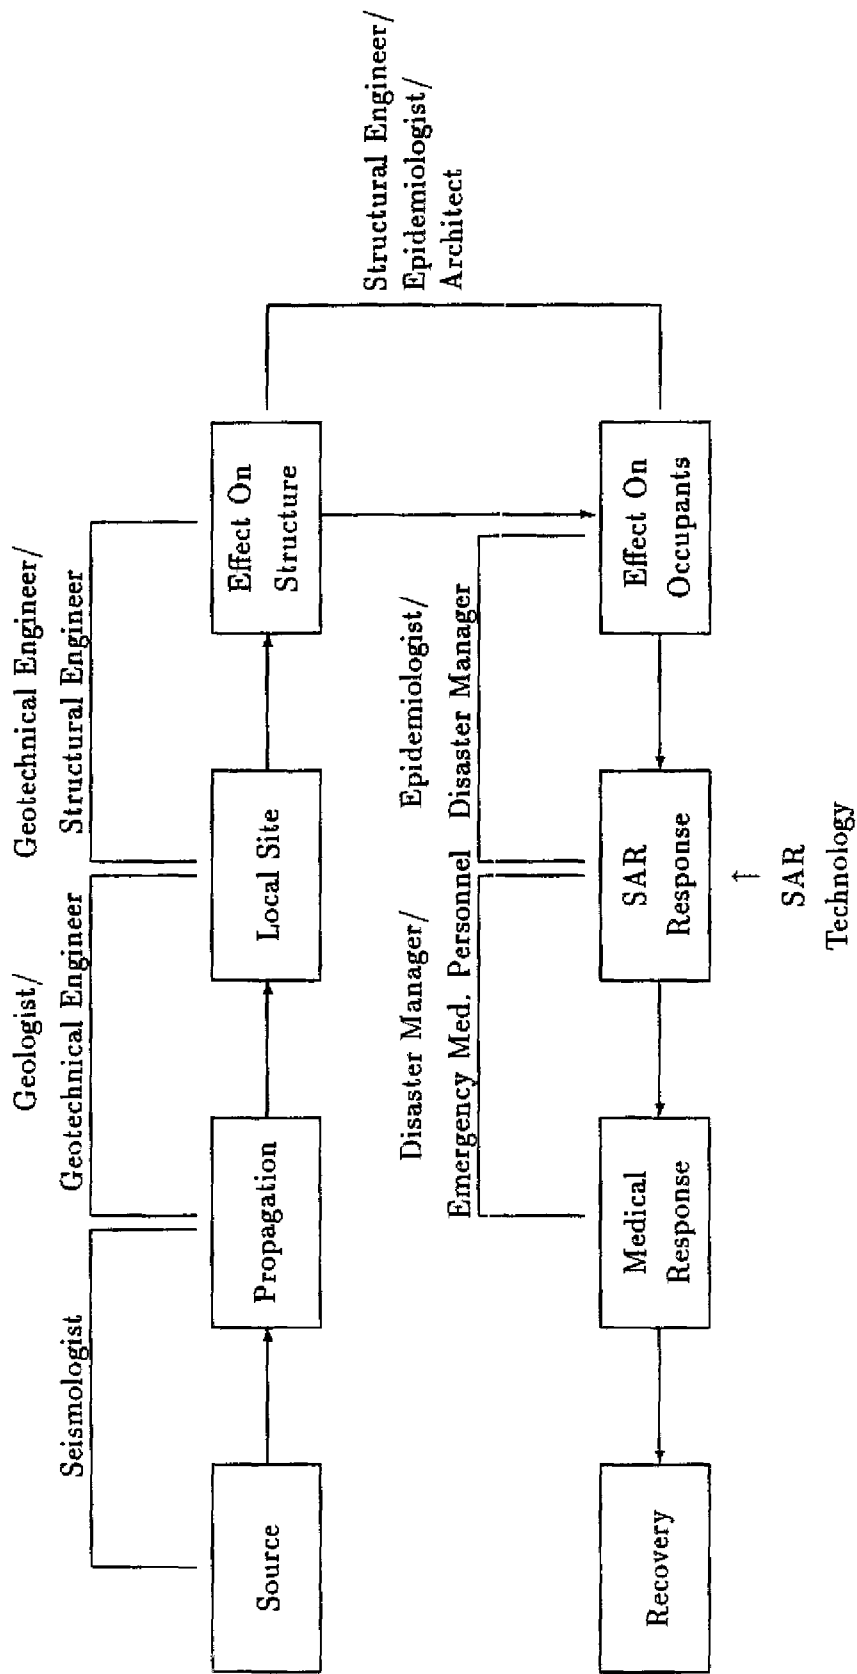 Seismologist
Geologist/
Geotechnical Engineer
Geotechnical Engineer/
Structural Engineer
Source
Propagation
Local Site
Effect On
Structure
Structural Engineer/
Epidemiologist/
Architect
Disaster Manager/
Emergency Med. Personnel
Epidemiologist/
Disaster Manager
Recovery
Medical
Response
SAR
Response
Effect On
Occupants
↑
SAR
Technology